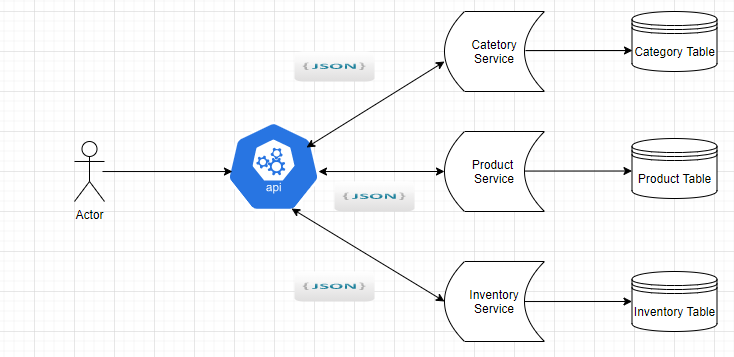 Catetory
Service
Category Table
{JSON}
api
Actor
Product
Service
Product Table
{JSON}
{JSON}
Inventory
Service
Inventory Table